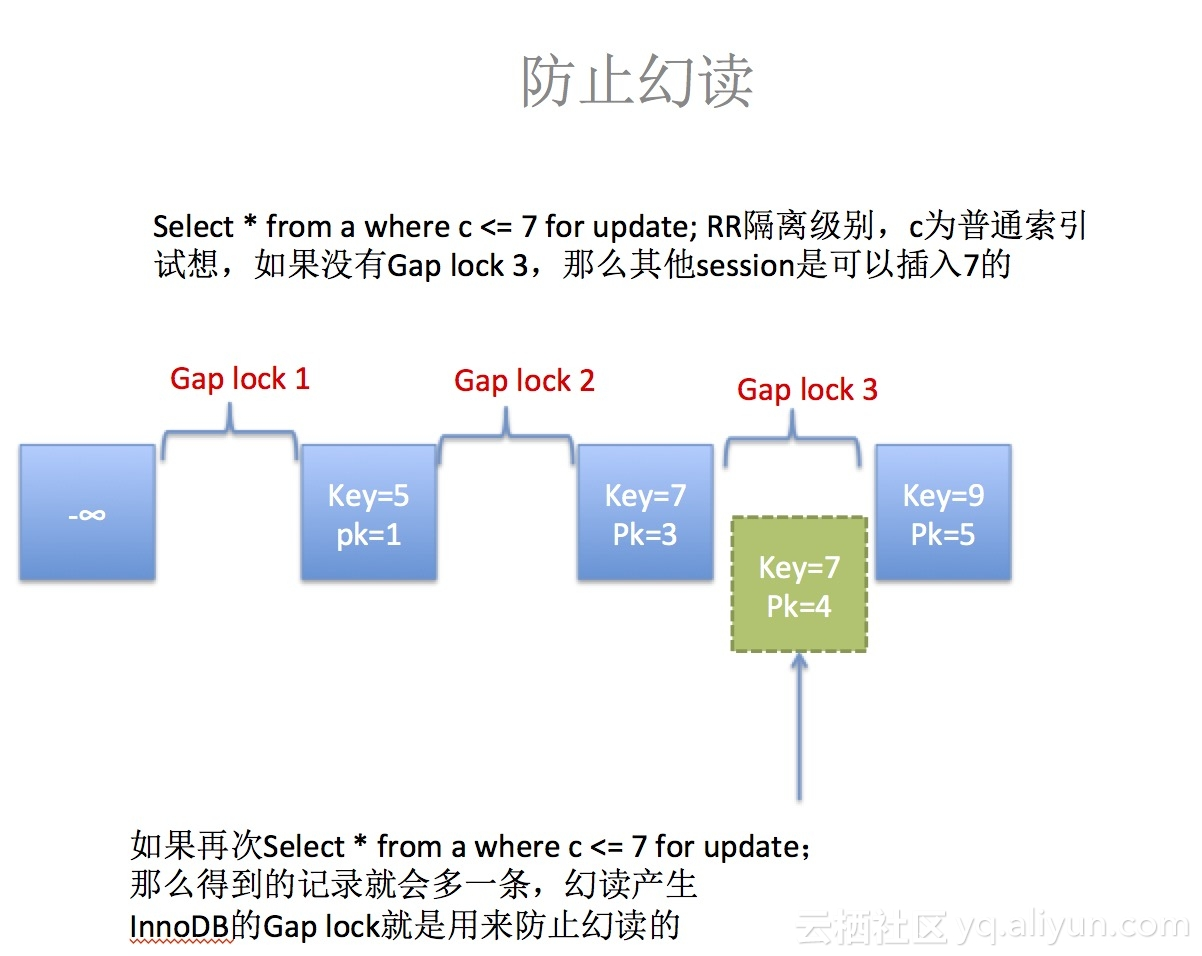 防止幻读
Select * from a where c <= 7 for update; RR隔离级别，c为普通索引
试想，如果没有Gap lock 3，那么其他session是可以插入7的
Gap lock 1
Gap lock 2
Gap lock 3
-∞
Key=5
pk=1
Key=7
Pk=3
Key=9
Pk=5
Key=7
Pk=4
如果再次Select * from a where c <= 7 for update；
那么得到的记录就会多一条，幻读产生
InnoDB的Gap lock就是用来防止幻读的
云栖社区 yq.aliyun.com